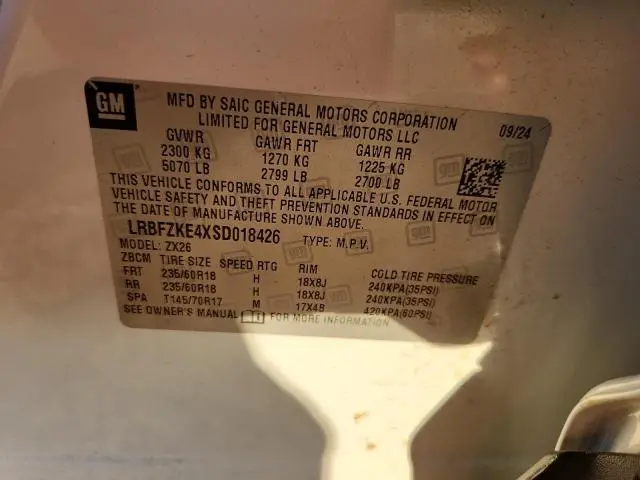 GM
MFD BY SAIC GENERAL MOTORS CORPORATION
LIMITED FOR GENERAL MOTORS LLC 09/24
GVWR GAWR FRT GAWR RR
2300 KG 1270 KG 1225 KG
5070 LB 2799 LB 2700 LB
THIS VEHICLE CONFORMS TO ALL APPLICABLE U.S. FEDERAL MOTOR
VEHICLE SAFETY AND THEFT PREVENTION STANDARDS IN EFFECT ON
THE DATE OF MANUFACTURE SHOWN ABOVE.
LRBFZKE4XSD018426 TYPE: M.P.V.
MODEL: ZX26
ZBCM TIRE SIZE SPEED RTG RIM COLD TIRE PRESSURE
FRT 235/60R18 H 18X8J 240KPA(35PSI)
RR 235/60R18 H 18X8J 240KPA(35PSI)
SPA T145/70R17 M 17X4B 420KPA(60PSI)
SEE OWNER'S MANUAL FOR MORE INFORMATION